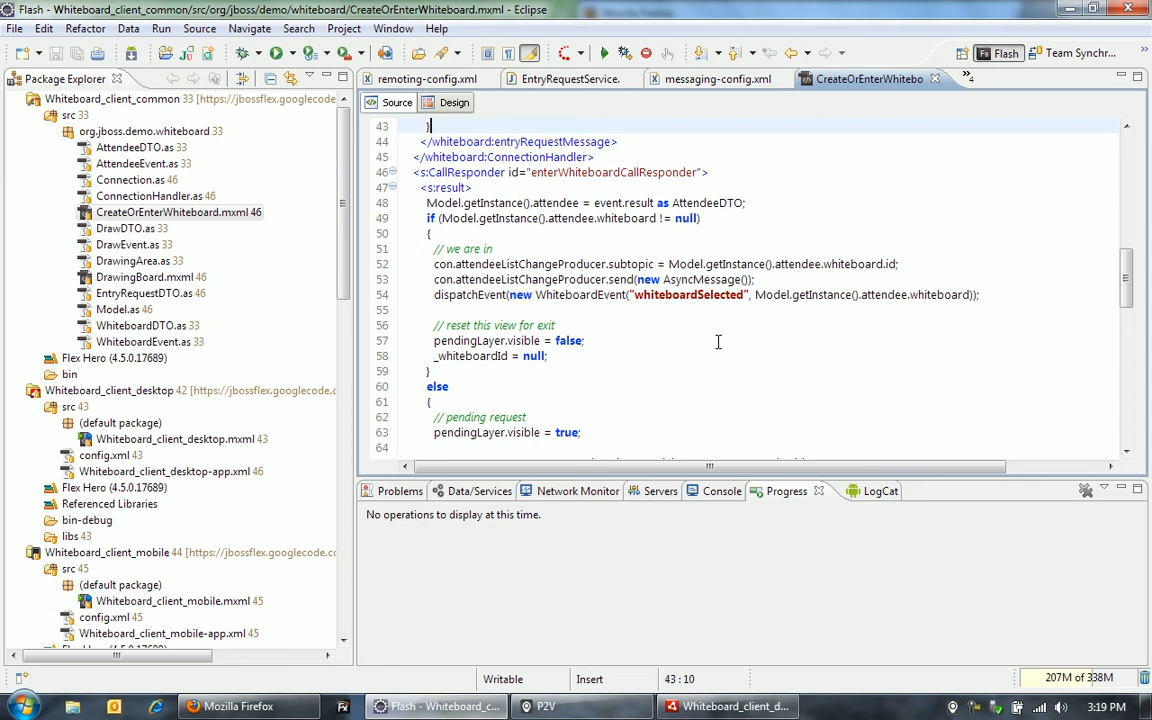 Flash - Whiteboard_client_common/src/org/jboss/demo/whiteboard/CreateOrEnterWhiteboard.mxml - Eclipse
File Edit Refactor Data Run Source Navigate Search Project Window Help
Flash Team Synchr...
Package Explorer
Whiteboard_client_common 33 [https://jbossflex.googlecode
src 33
org.jboss.demo.whiteboard 33
AttendeeDTO.as 33
AttendeeEvent.as 33
Connection.as 46
ConnectionHandler.as 46
CreateOrEnterWhiteboard.mxml 46
DrawDTO.as 33
DrawEvent.as 33
DrawingArea.as 33
DrawingBoard.mxml 46
EntryRequestDTO.as 33
Model.as 46
WhiteboardDTO.as 33
WhiteboardEvent.as 33
Flex Hero (4.5.0.17689)
bin
Whiteboard_client_desktop 42 [https://jbossflex.googlecode.c
src 43
(default package)
Whiteboard_client_desktop.mxml 43
config.xml 43
Whiteboard_client_desktop-app.xml 46
Flex Hero (4.5.0.17689)
Referenced Libraries
bin-debug
libs 43
Whiteboard_client_mobile 44 [https://jbossflex.googlecode.co
src 45
(default package)
Whiteboard_client_mobile.mxml 45
config.xml 45
Whiteboard_client_mobile-app.xml 45
remoting-config.xml EntryRequestService. messaging-config.xml CreateOrEnterWhitebo »4
Source Design
43 }
44 </whiteboard:entryRequestMessage>
45 </whiteboard:ConnectionHandler>
46 <s:CallResponder id="enterWhiteboardCallResponder">
47 <s:result>
48 Model.getInstance().attendee = event.result as AttendeeDTO;
49 if (Model.getInstance().attendee.whiteboard != null)
50 {
51 // we are in
52 con.attendeeListChangeProducer.subtopic = Model.getInstance().attendee.whiteboard.id;
53 con.attendeeListChangeProducer.send(new AsyncMessage());
54 dispatchEvent(new WhiteboardEvent("whiteboardSelected", Model.getInstance().attendee.whiteboard));
55
56 // reset this view for exit
57 pendingLayer.visible = false;
58 _whiteboardId = null;
59 }
60 else
61 {
62 // pending request
63 pendingLayer.visible = true;
64
Problems Data/Services Network Monitor Servers Console Progress LogCat
No operations to display at this time.
Writable Insert 43 : 10 207M of 338M
Mozilla Firefox Flash - Whiteboard_c... P2V Whiteboard_client_d... 3:19 PM